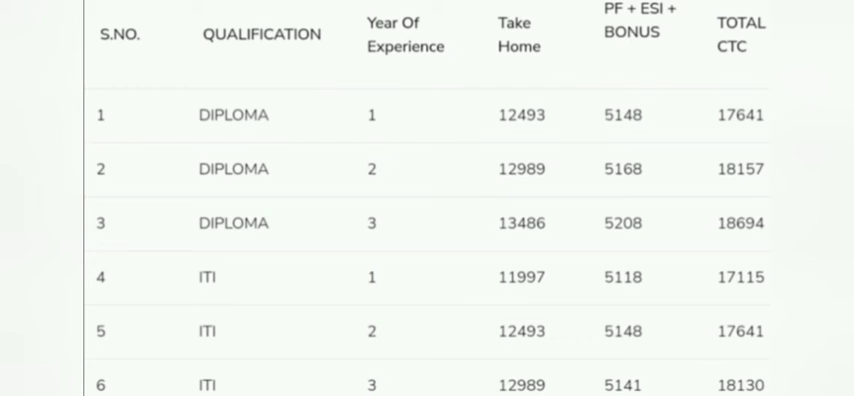 S.NO. QUALIFICATION Year Of Experience Take Home PF + ESI + BONUS TOTAL CTC
1 DIPLOMA 1 12493 5148 17641
2 DIPLOMA 2 12989 5168 18157
3 DIPLOMA 3 13486 5208 18694
4 ITI 1 11997 5118 17115
5 ITI 2 12493 5148 17641
6 ITI 3 12989 5141 18130